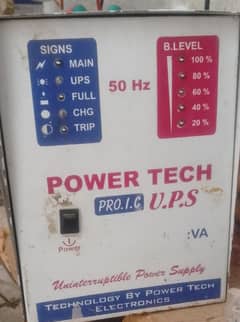 SIGNS
MAIN
UPS
FULL
CHG
TRIP
50 Hz
B.LEVEL
100 %
80 %
60 %
40 %
20 %
POWER TECH
PRO.I.C U.P.S
:VA
Power
Uninterruptible Power Supply
TECHNOLOGY BY POWER TECH
ELECTRONICS